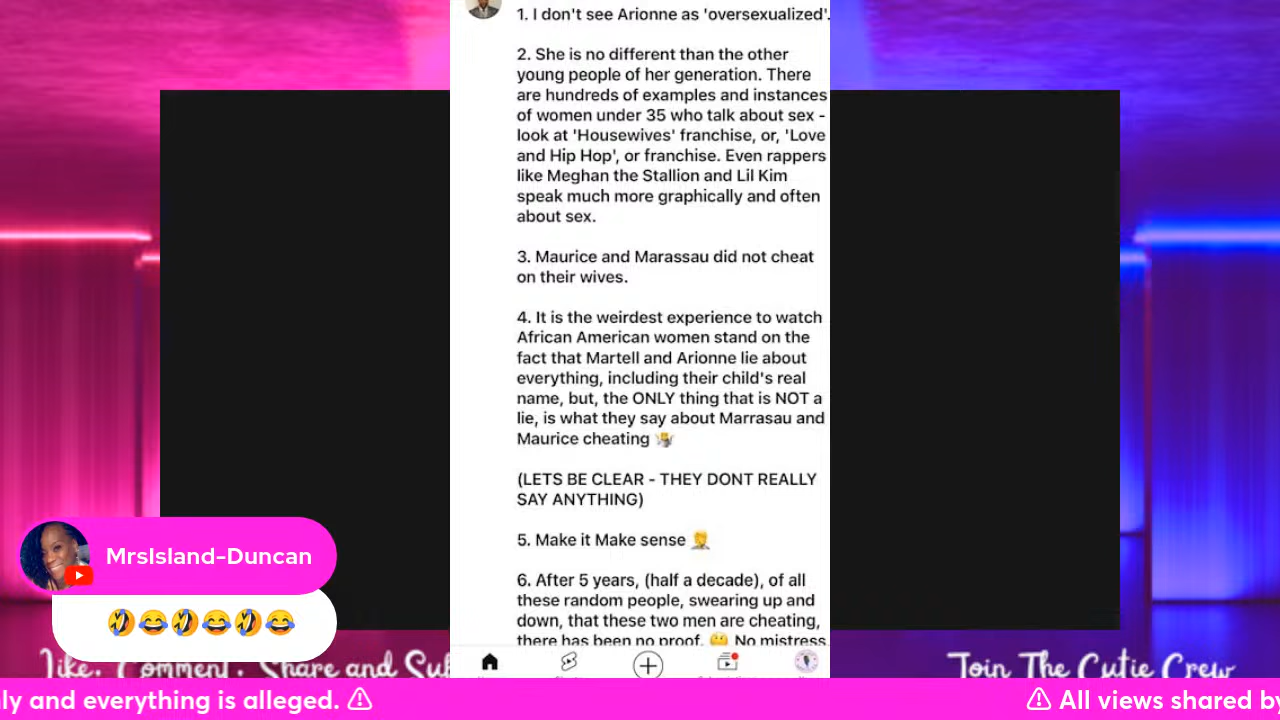 1. I don't see Arionne as 'oversexualized'.
2. She is no different than the other
young people of her generation. There
are hundreds of examples and instances
of women under 35 who talk about sex -
look at 'Housewives' franchise, or, 'Love
and Hip Hop', or franchise. Even rappers
like Meghan the Stallion and Lil Kim
speak much more graphically and often
about sex.
3. Maurice and Marassau did not cheat
on their wives.
4. It is the weirdest experience to watch
African American women stand on the
fact that Martell and Arionne lie about
everything, including their child's real
name, but, the ONLY thing that is NOT a
lie, is what they say about Marrasau and
Maurice cheating 🤷
(LETS BE CLEAR - THEY DONT REALLY
SAY ANYTHING)
5. Make it Make sense 🤦
6. After 5 years, (half a decade), of all
these random people, swearing up and
down, that these two men are cheating,
there has been no proof. 🤔 No mistress
MrsIsland-Duncan
🤣😂🤣😂🤣😂
Like, Comment, Share and Sub
Join The Cutie Crew
ly and everything is alleged. ⚠
⚠ All views shared by